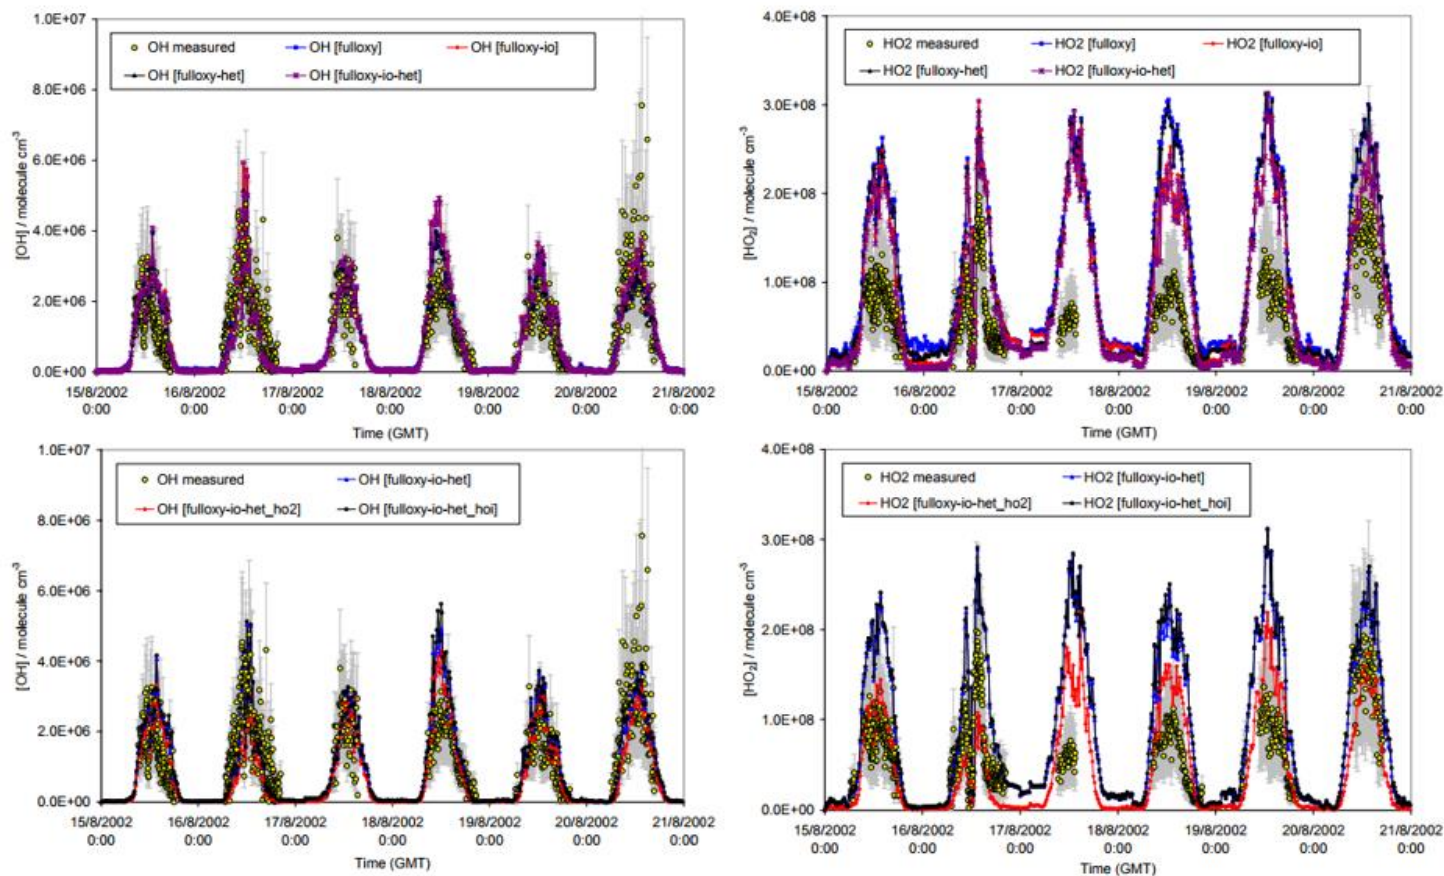 1.0E+07
OH measured OH [fulloxy] OH [fulloxy-io]
OH [fulloxy-het] OH [fulloxy-io-het]
8.0E+06
6.0E+06
4.0E+06
2.0E+06
0.0E+00
[OH] / molecule cm-3
15/8/2002 16/8/2002 17/8/2002 18/8/2002 19/8/2002 20/8/2002 21/8/2002
0:00 0:00 0:00 0:00 0:00 0:00 0:00
Time (GMT)
4.0E+08
HO2 measured HO2 [fulloxy] HO2 [fulloxy-io]
HO2 [fulloxy-het] HO2 [fulloxy-io-het]
3.0E+08
2.0E+08
1.0E+08
0.0E+00
[HO2] / molecule cm-3
15/8/2002 16/8/2002 17/8/2002 18/8/2002 19/8/2002 20/8/2002 21/8/2002
0:00 0:00 0:00 0:00 0:00 0:00 0:00
Time (GMT)
1.0E+07
OH measured OH [fulloxy-io-het]
OH [fulloxy-io-het_ho2] OH [fulloxy-io-het_hoi]
8.0E+06
6.0E+06
4.0E+06
2.0E+06
0.0E+00
[OH] / molecule cm-3
15/8/2002 16/8/2002 17/8/2002 18/8/2002 19/8/2002 20/8/2002 21/8/2002
0:00 0:00 0:00 0:00 0:00 0:00 0:00
Time (GMT)
4.0E+08
HO2 measured HO2 [fulloxy-io-het]
HO2 [fulloxy-io-het_ho2] HO2 [fulloxy-io-het_hoi]
3.0E+08
2.0E+08
1.0E+08
0.0E+00
[HO2] / molecule cm-3
15/8/2002 16/8/2002 17/8/2002 18/8/2002 19/8/2002 20/8/2002 21/8/2002
0:00 0:00 0:00 0:00 0:00 0:00 0:00
Time (GMT)